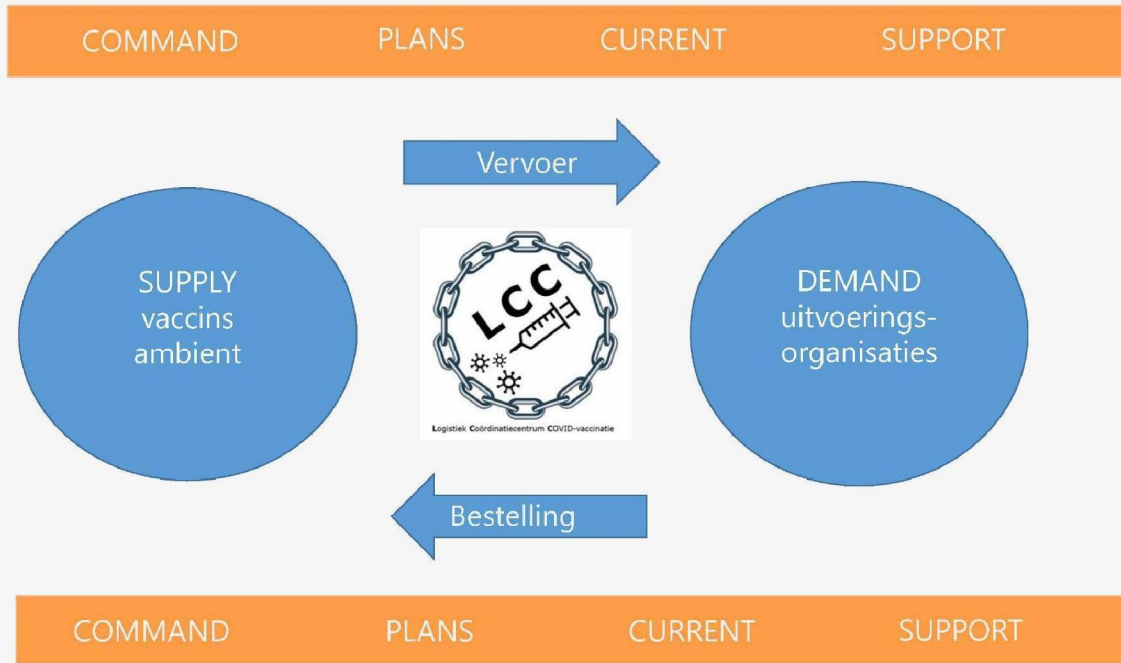 COMMAND PLANS CURRENT SUPPORT
Vervoer
SUPPLY
vaccins
ambient
LCC
Logistiek Coördinatiecentrum COVID-vaccinatie
DEMAND
uitvoerings-
organisaties
Bestelling
COMMAND PLANS CURRENT SUPPORT